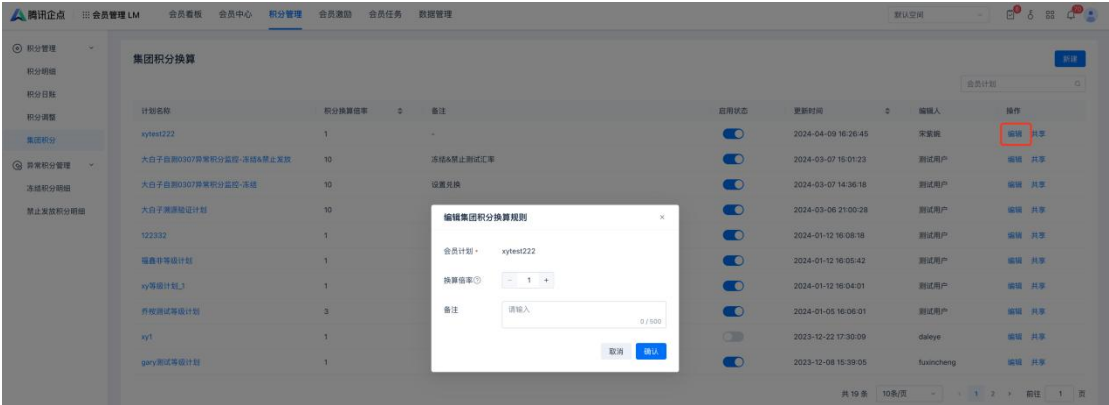 腾讯企点 会员管理 LM 会员看板 会员中心 积分管理 会员激励 会员任务 数据管理 默认空间 70
积分管理
积分明细
积分日账
积分调整
集团积分
异常积分管理
冻结积分明细
禁止发放积分明细
集团积分换算
新建
会员计划
计划名称 积分换算倍率 备注 启用状态 更新时间 编辑人 操作
xytest222 1 - 2024-04-09 16:26:45 宋紫嫣 编辑 共享
大白子自测0307异常积分监控-冻结&禁止发放 10 冻结&禁止测试汇率 2024-03-07 15:01:23 测试用户 编辑 共享
大白子自测0307异常积分监控-冻结 10 设置兑换 2024-03-07 14:36:18 测试用户 编辑 共享
大白子溯源验证计划 10 2024-03-06 21:00:28 测试用户 编辑 共享
122332 1 2024-01-12 16:08:18 测试用户 编辑 共享
福鑫非等级计划 1 2024-01-12 16:05:42 测试用户 编辑 共享
xy等级计划_1 1 2024-01-12 16:04:01 测试用户 编辑 共享
乔权测试等级计划 3 2024-01-05 16:06:01 测试用户 编辑 共享
xy1 1 2023-12-22 17:30:09 daleye 编辑 共享
gary测试等级计划 1 2023-12-08 15:39:05 fuxincheng 编辑 共享
编辑集团积分换算规则 ×
会员计划 * xytest222
换算倍率 - 1 +
备注 请输入
0 / 500
取消 确认
共 19 条 10条/页 < 1 2 > 前往 1 页